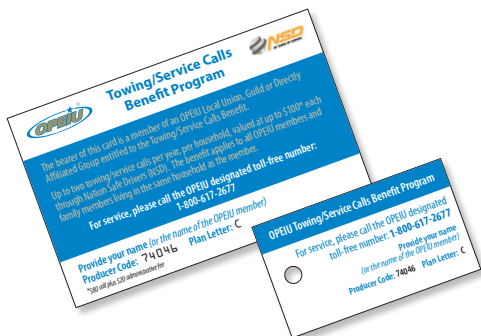 OPEIU
Towing/Service Calls
Benefit Program
NSD
The bearer of this card is a member of an OPEIU Local Union, Guild or Directly
Affiliated Group entitled to the Towing/Service Calls Benefit.
Up to two towing/service calls per year, per household, valued at up to $100* each
through Nation Safe Drivers (NSD). The benefit applies to all OPEIU members and
family members living in the same household as the member.
For service, please call the OPEIU designated toll-free number:
1-800-617-2677
Provide your name (or the name of the OPEIU member)
Producer Code: 74046 Plan Letter: C
*$80 call plus $20 administrative fee
OPEIU Towing/Service Calls Benefit Program
For service, please call the OPEIU designated
toll-free number: 1-800-617-2677
Provide your name
(or the name of the OPEIU member)
Producer Code: 74046 Plan Letter: C